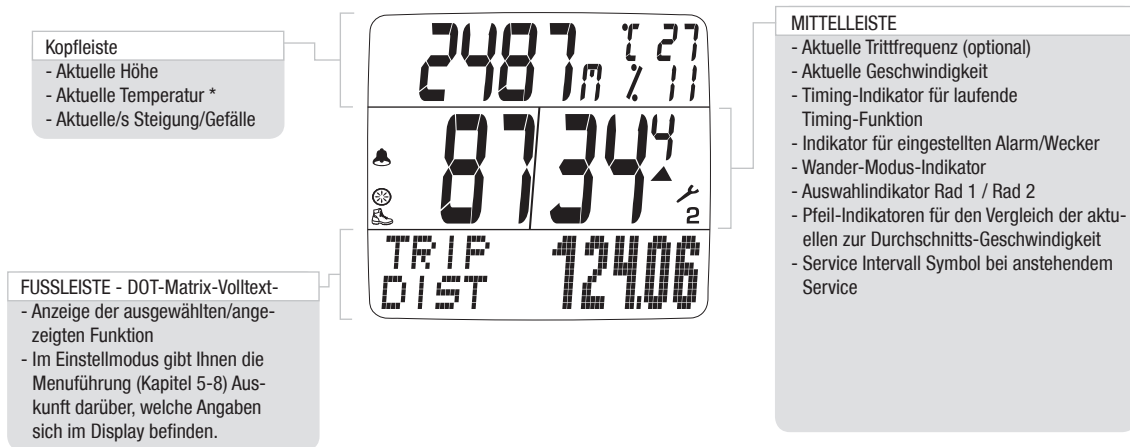 Kopfleiste
- Aktuelle Höhe
- Aktuelle Temperatur *
- Aktuelle/s Steigung/Gefälle
2487m °C 27
% 11
87 34 4
2
TRIP 124.06
DIST
MITTELLEISTE
- Aktuelle Trittfrequenz (optional)
- Aktuelle Geschwindigkeit
- Timing-Indikator für laufende
Timing-Funktion
- Indikator für eingestellten Alarm/Wecker
- Wander-Modus-Indikator
- Auswahlindikator Rad 1 / Rad 2
- Pfeil-Indikatoren für den Vergleich der aktu-
ellen zur Durchschnitts-Geschwindigkeit
- Service Intervall Symbol bei anstehendem
Service
FUSSLEISTE - DOT-Matrix-Volltext-
- Anzeige der ausgewählten/ange-
zeigten Funktion
- Im Einstellmodus gibt Ihnen die
Menuführung (Kapitel 5-8) Aus-
kunft darüber, welche Angaben
sich im Display befinden.